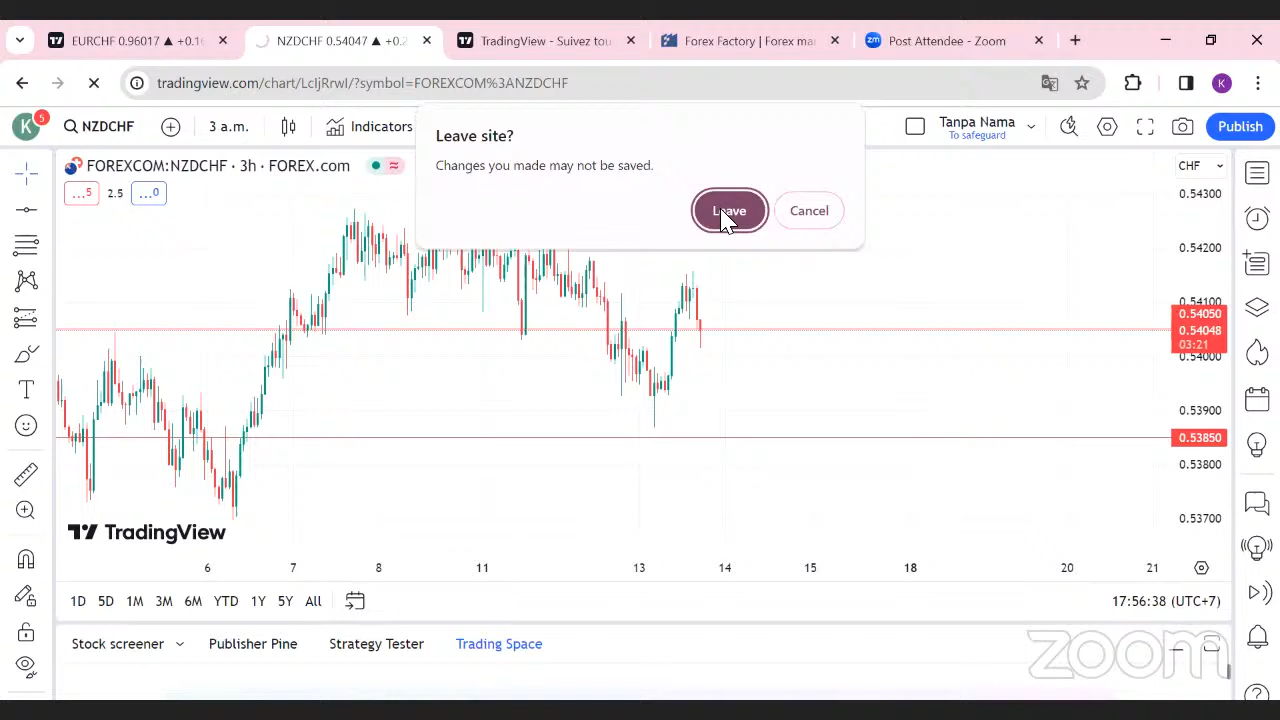 EURCHF 0.96017 ▲ +0.1
NZDCHF 0.54047 ▲ +0.2
TradingView - Suivez tou
Forex Factory | Forex mar
zm
Post Attendee - Zoom
tradingview.com/chart/LcIjRrwI/?symbol=FOREXCOM%3ANZDCHF
K
K
5
NZDCHF
3 a.m.
Indicators
Tanpa Nama
To safeguard
Publish
Leave site?
Changes you made may not be saved.
Leave
Cancel
FOREXCOM:NZDCHF · 3h · FOREX.com
CHF
...5
2.5
...0
0.54300
0.54200
0.54100
0.54050
0.54048
03:21
0.54000
0.53900
0.53850
0.53800
0.53700
TradingView
6
7
8
11
13
14
15
18
20
21
1D
5D
1M
3M
6M
YTD
1Y
5Y
All
17:56:38 (UTC+7)
Stock screener
Publisher Pine
Strategy Tester
Trading Space
zoom